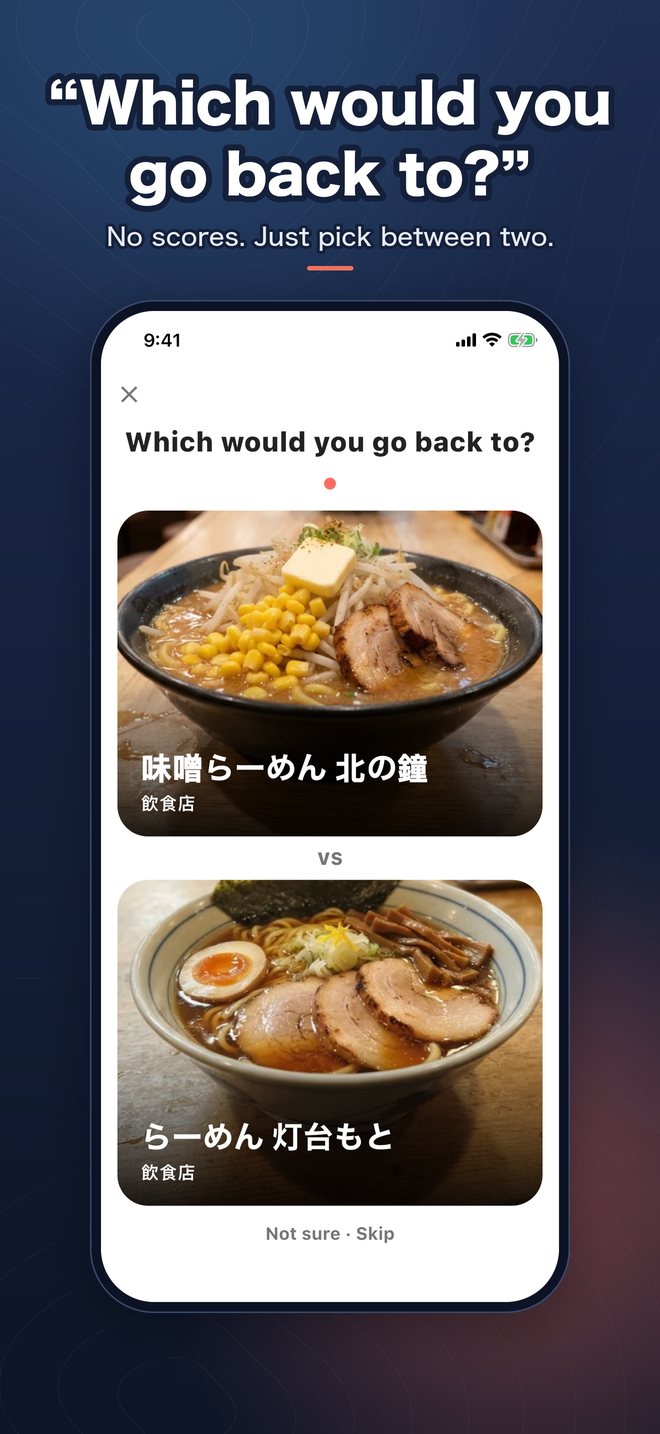 “Which would you
go back to?”
No scores. Just pick between two.
9:41
Which would you go back to?
味噌らーめん 北の鐘
飲食店
VS
らーめん 灯台もと
飲食店
Not sure · Skip